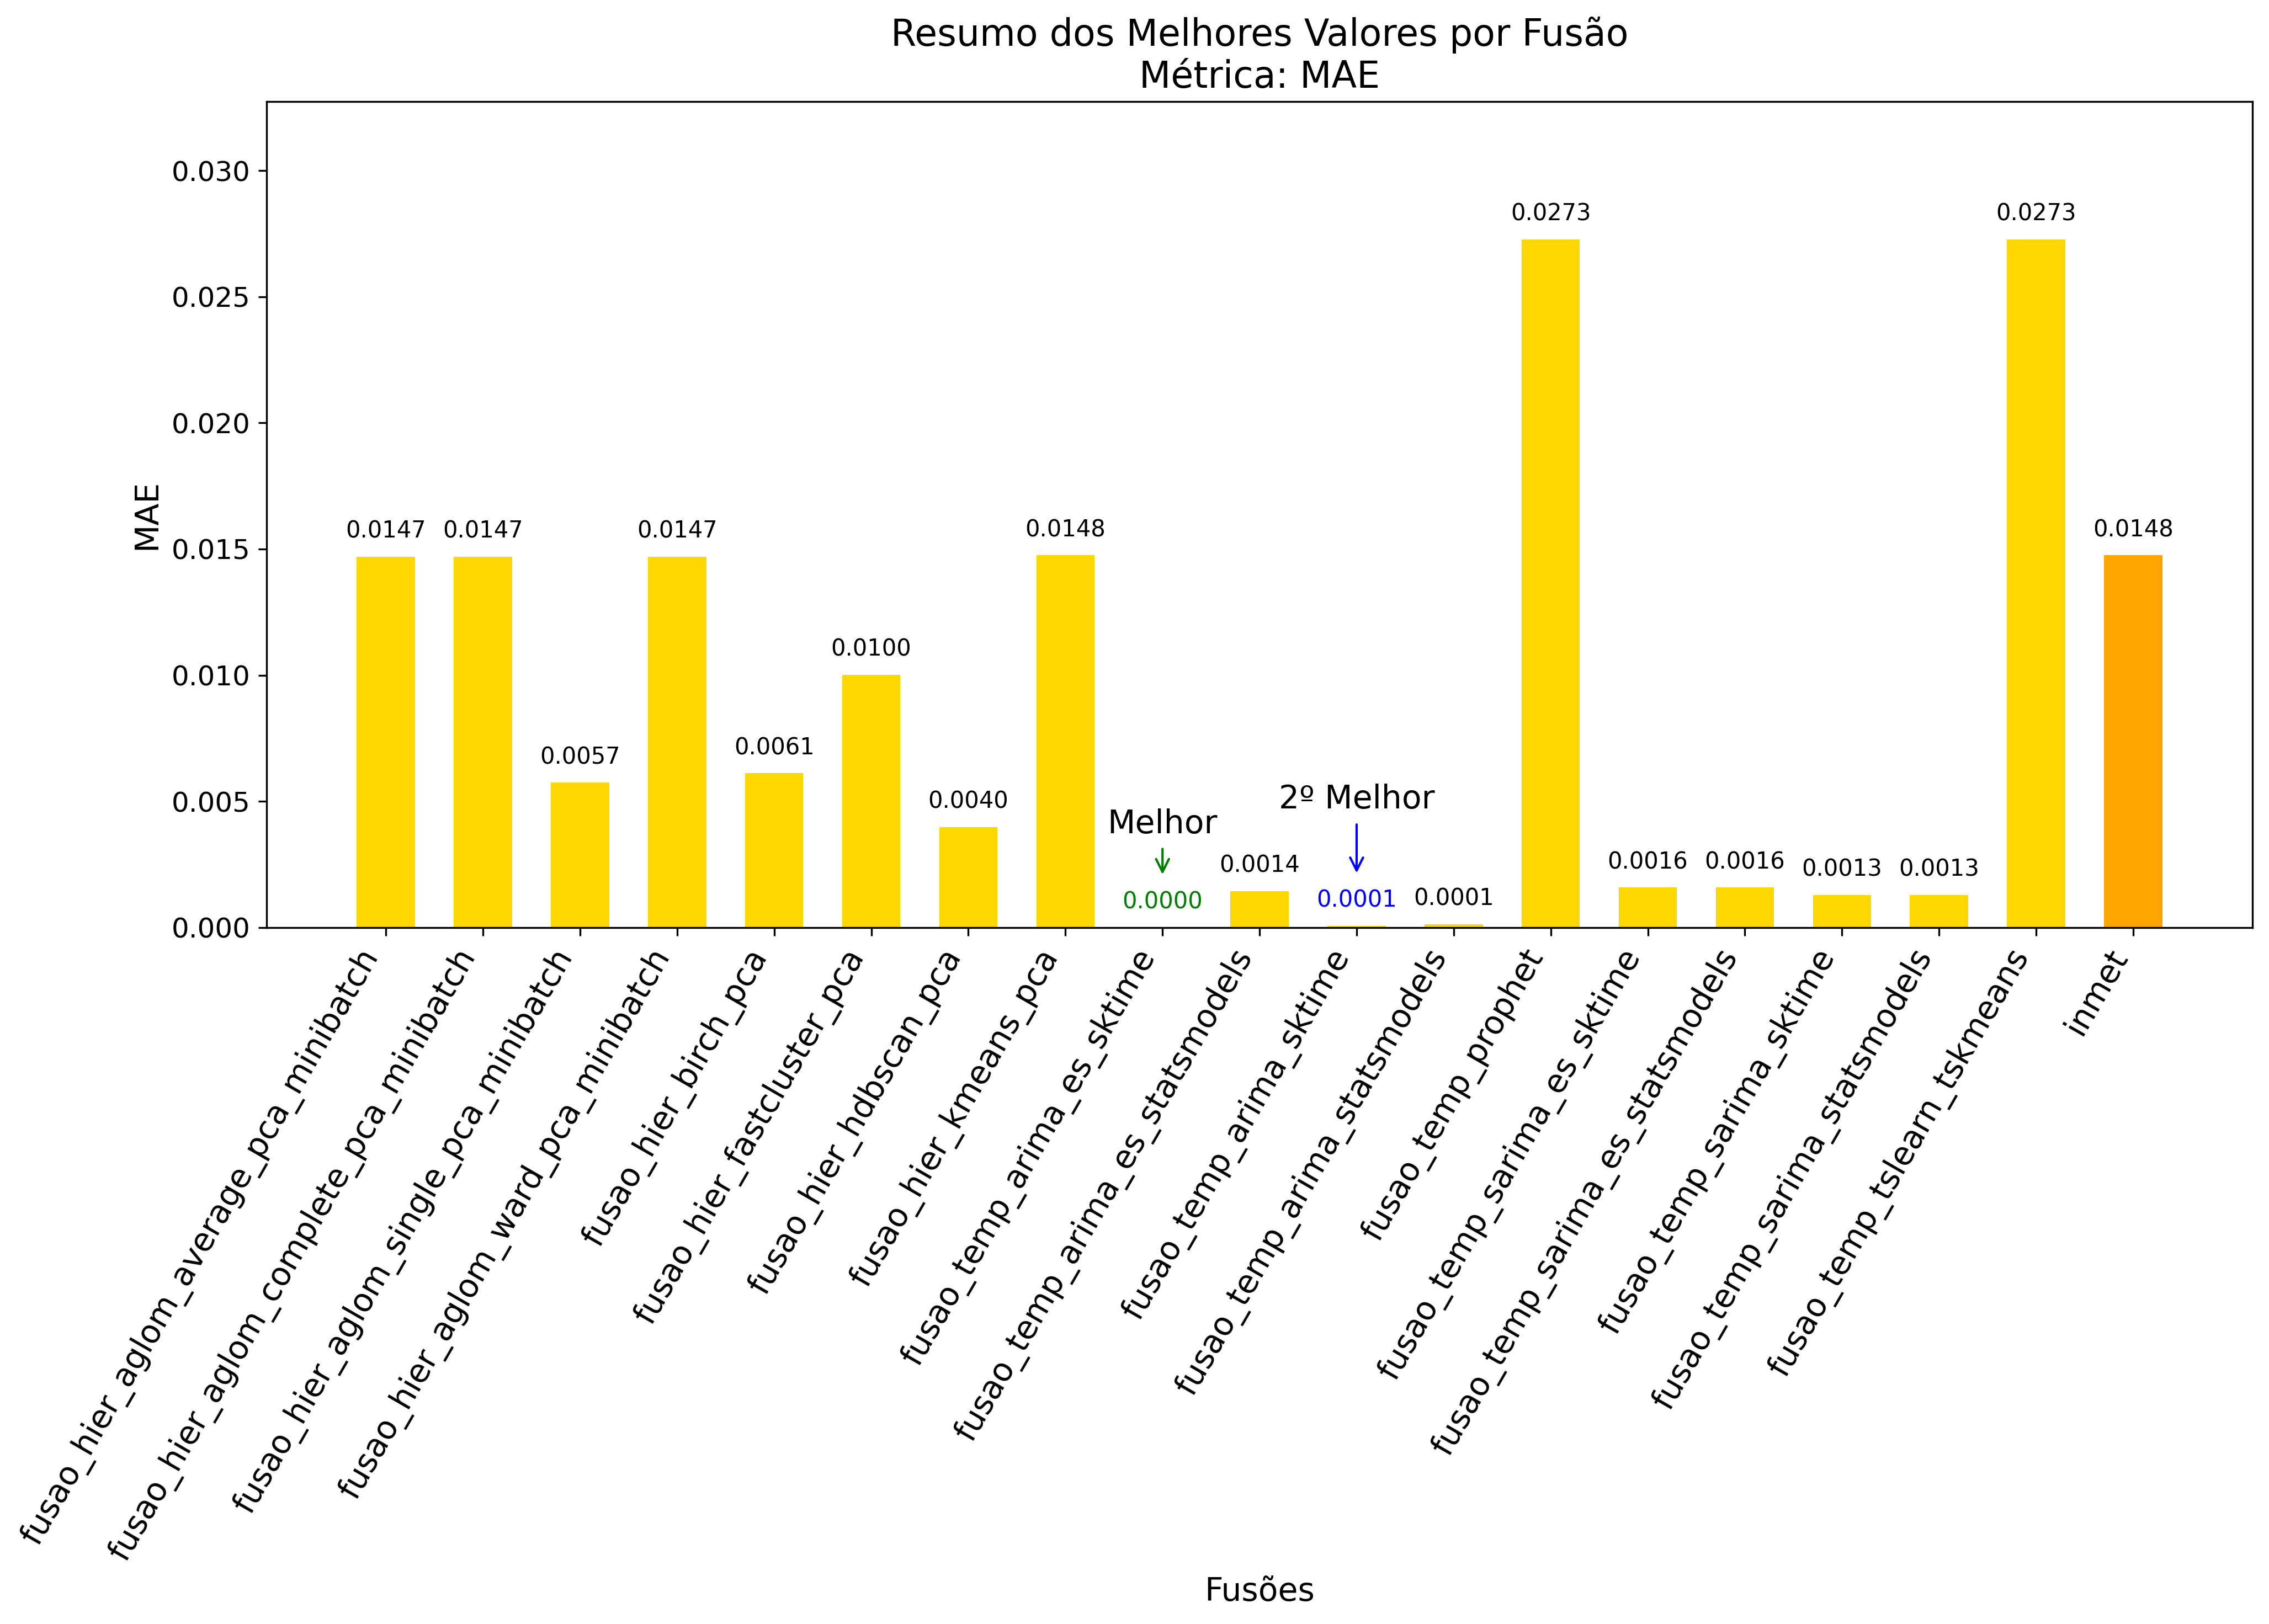 Resumo dos Melhores Valores por Fusão
Métrica: MAE
MAE
0.030
0.025
0.020
0.015
0.010
0.005
0.000
0.0147
0.0147
0.0057
0.0147
0.0061
0.0100
0.0040
0.0148
Melhor
0.0000
0.0014
2º Melhor
0.0001
0.0001
0.0273
0.0016
0.0016
0.0013
0.0013
0.0273
0.0148
fusao_hier_aglom_average_pca_minibatch
fusao_hier_aglom_complete_pca_minibatch
fusao_hier_aglom_single_pca_minibatch
fusao_hier_aglom_ward_pca_minibatch
fusao_hier_birch_pca
fusao_hier_fastcluster_pca
fusao_hier_hdbscan_pca
fusao_hier_kmeans_pca
fusao_temp_arima_es_sktime
fusao_temp_arima_es_statsmodels
fusao_temp_arima_sktime
fusao_temp_arima_statsmodels
fusao_temp_prophet
fusao_temp_sarima_es_sktime
fusao_temp_sarima_es_statsmodels
fusao_temp_sarima_sktime
fusao_temp_sarima_statsmodels
fusao_temp_tslearn_tskmeans
inmet
Fusões